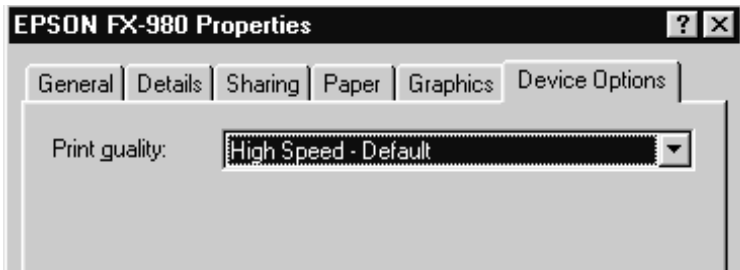 EPSON FX-980 Properties ? ×
General Details Sharing Paper Graphics Device Options
Print quality: High Speed - Default